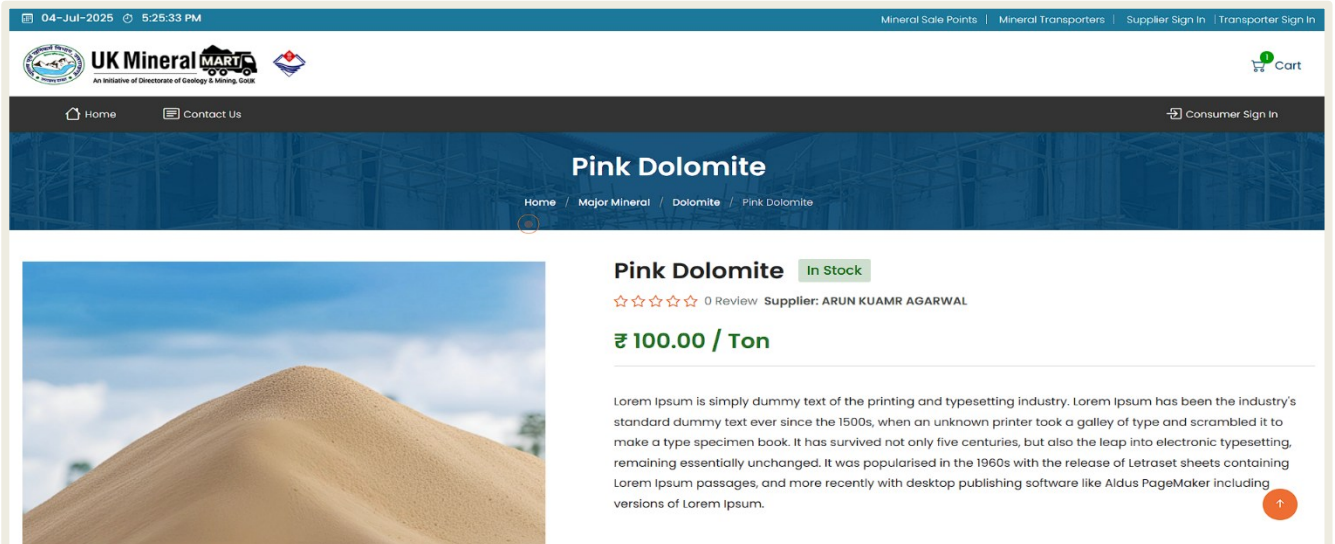 04-Jul-2025 5:25:33 PM
Mineral Sale Points | Mineral Transporters | Supplier Sign In | Transporter Sign In
UK Mineral MART
An Initiative of Directorate of Geology & Mining, GoUK
1
Cart
Home
Contact Us
Consumer Sign In
Pink Dolomite
Home / Major Mineral / Dolomite / Pink Dolomite
Pink Dolomite In Stock
0 Review Supplier: ARUN KUAMR AGARWAL
₹ 100.00 / Ton
Lorem Ipsum is simply dummy text of the printing and typesetting industry. Lorem Ipsum has been the industry's
standard dummy text ever since the 1500s, when an unknown printer took a galley of type and scrambled it to
make a type specimen book. It has survived not only five centuries, but also the leap into electronic typesetting,
remaining essentially unchanged. It was popularised in the 1960s with the release of Letraset sheets containing
Lorem Ipsum passages, and more recently with desktop publishing software like Aldus PageMaker including
versions of Lorem Ipsum.